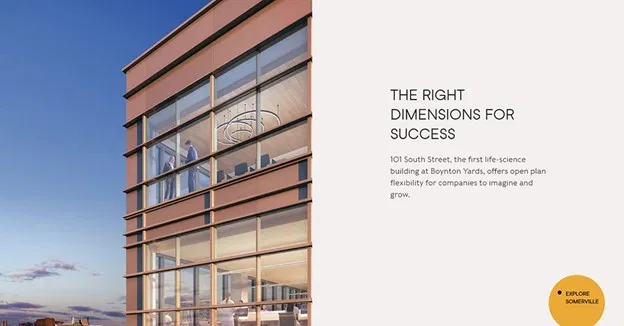 THE RIGHT
DIMENSIONS FOR
SUCCESS
101 South Street, the first life-science
building at Boynton Yards, offers open plan
flexibility for companies to imagine and
grow.
EXPLORE
SOMERVILLE